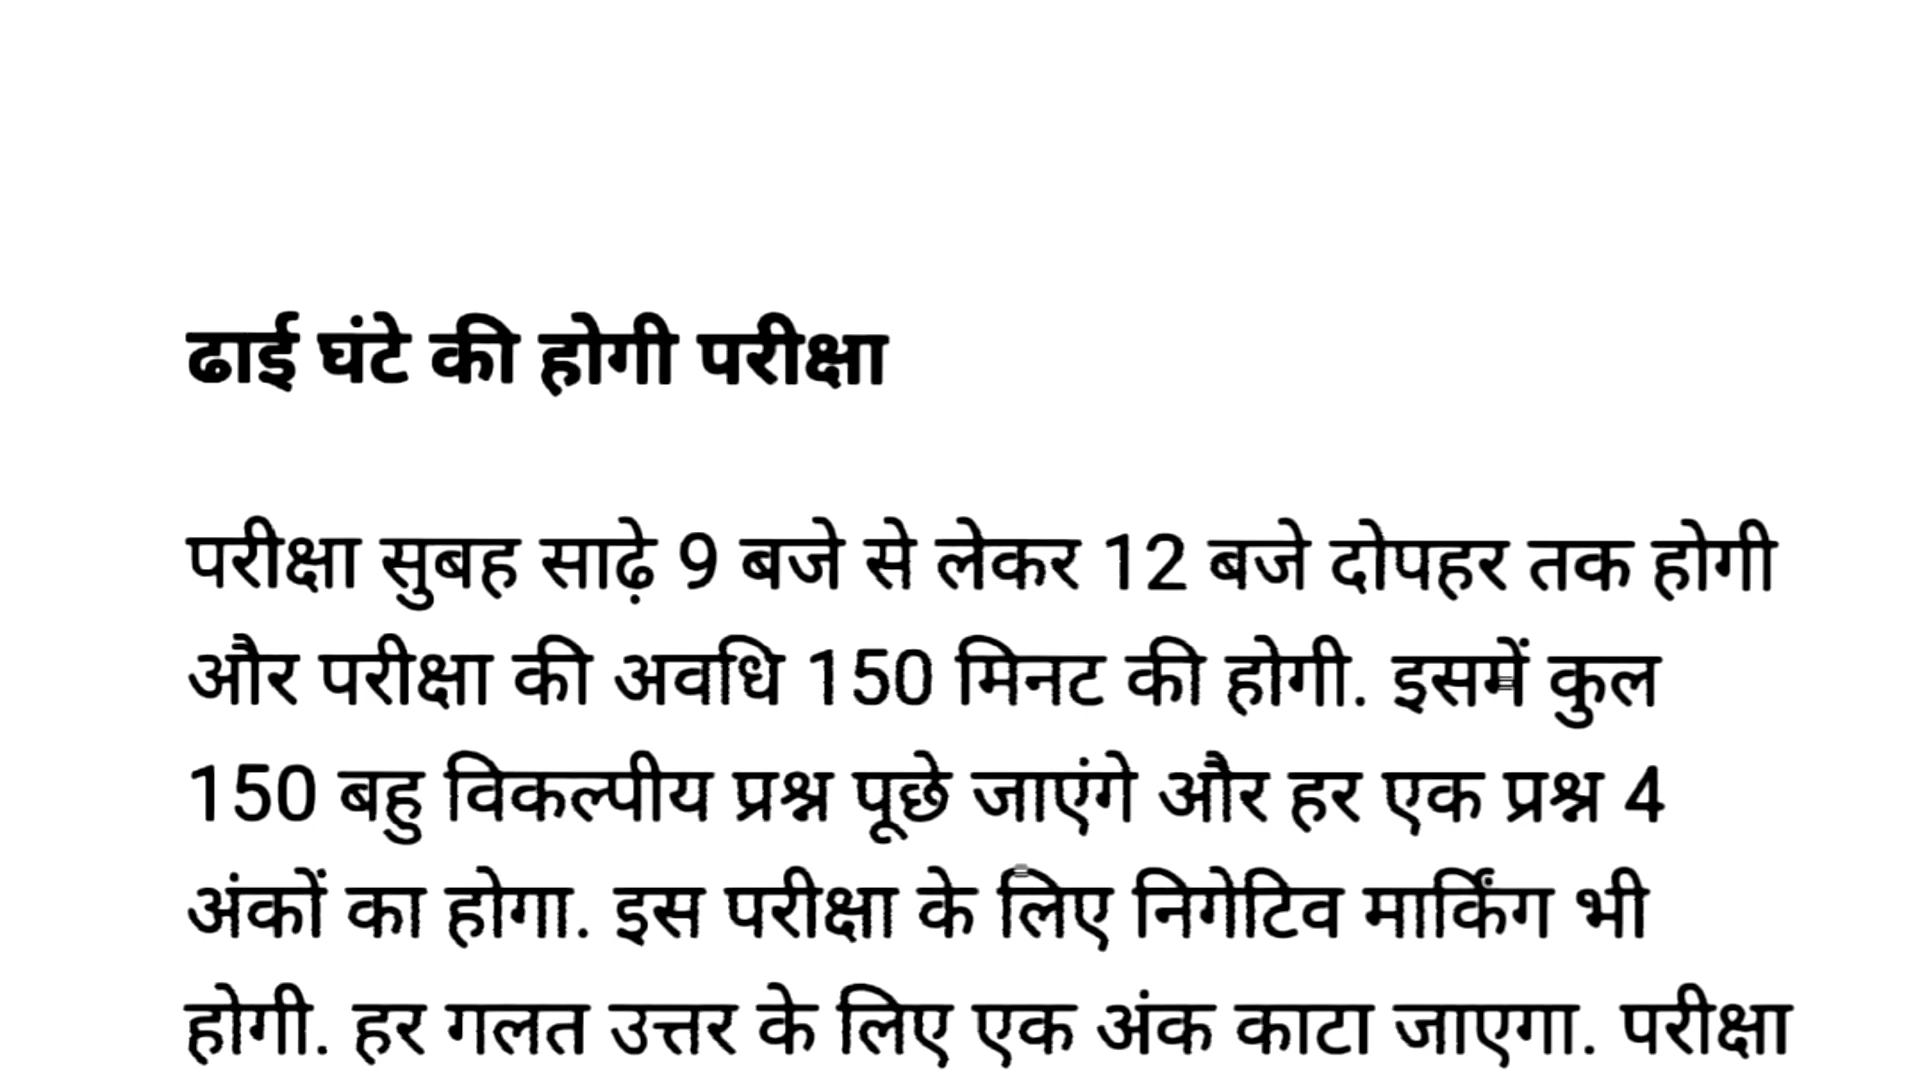 ढाई घंटे की होगी परीक्षा
परीक्षा सुबह साढ़े 9 बजे से लेकर 12 बजे दोपहर तक होगी
और परीक्षा की अवधि 150 मिनट की होगी. इसमें कुल
150 बहु विकल्पीय प्रश्न पूछे जाएंगे और हर एक प्रश्न 4
अंकों का होगा. इस परीक्षा के लिए निगेटिव मार्किंग भी
होगी. हर गलत उत्तर के लिए एक अंक काटा जाएगा. परीक्षा